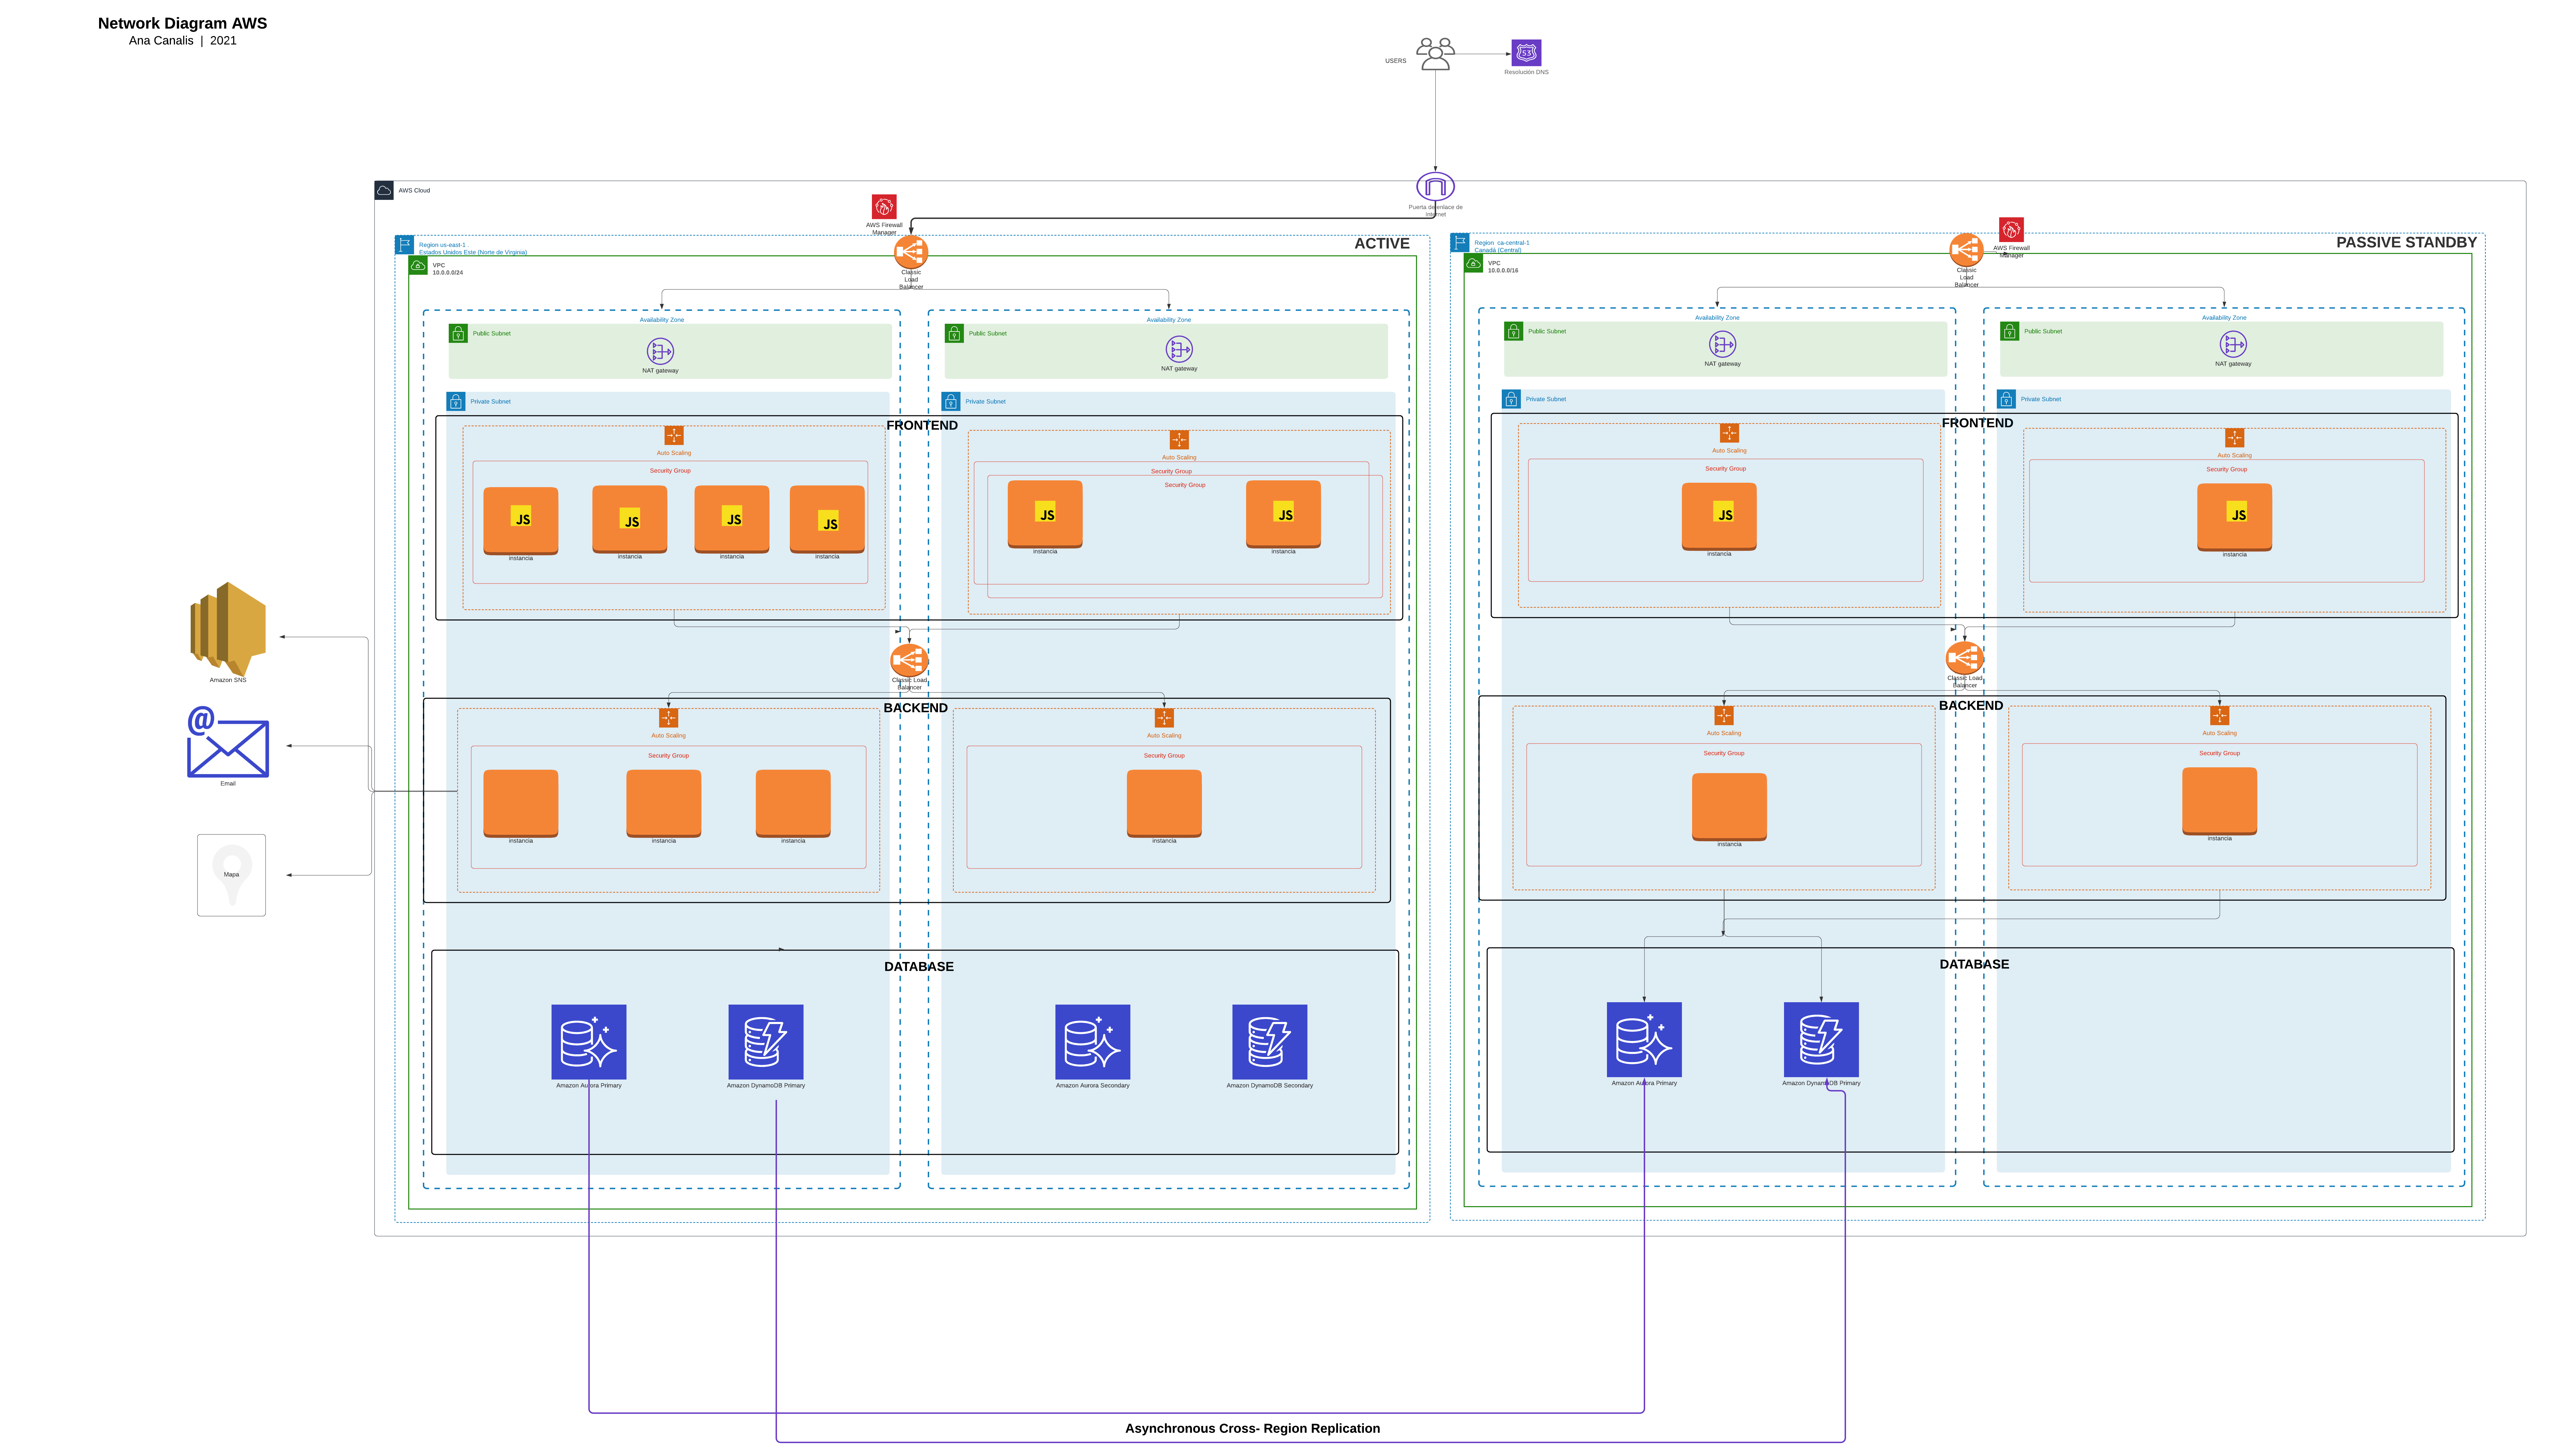 Network Diagram AWS
Ana Canalis | 2021
USERS
53
Resolución DNS
AWS Cloud
Puerta de enlace de
Internet
AWS Firewall
Manager
Region us-east-1
Estados Unidos Este (Norte de Virginia)
ACTIVE
VPC
10.0.0.0/24
Classic
Load
Balancer
Availability Zone
Availability Zone
Public Subnet
NAT gateway
Public Subnet
NAT gateway
Private Subnet
Private Subnet
FRONTEND
Auto Scaling
Security Group
JS
JS
JS
JS
instancia
instancia
instancia
instancia
Auto Scaling
Security Group
Security Group
JS
JS
instancia
instancia
Classic Load
Balancer
BACKEND
Auto Scaling
Security Group
instancia
instancia
instancia
Auto Scaling
Security Group
instancia
DATABASE
Amazon Aurora Primary
Amazon DynamoDB Primary
Amazon Aurora Secondary
Amazon DynamoDB Secondary
Region ca-central-1
Canadá (Central)
AWS Firewall
Manager
PASSIVE STANDBY
VPC
10.0.0.0/16
Classic
Load
Balancer
Availability Zone
Availability Zone
Public Subnet
NAT gateway
Public Subnet
NAT gateway
Private Subnet
Private Subnet
FRONTEND
Auto Scaling
Security Group
JS
instancia
Auto Scaling
Security Group
JS
instancia
Classic Load
Balancer
BACKEND
Auto Scaling
Security Group
instancia
Auto Scaling
Security Group
instancia
DATABASE
Amazon Aurora Primary
Amazon DynamoDB Primary
Amazon SNS
@
Email
Mapa
Asynchronous Cross- Region Replication